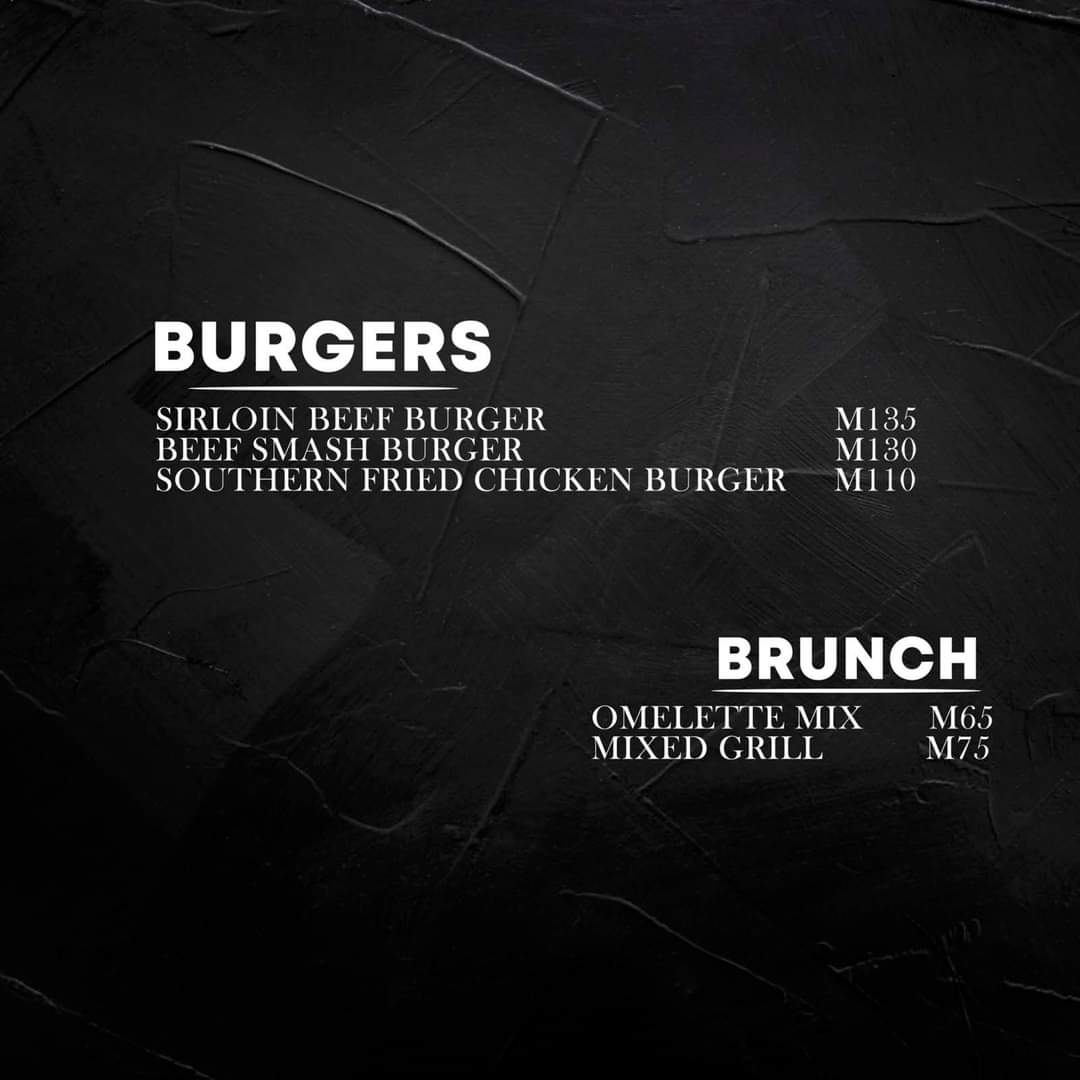 BURGERS
SIRLOIN BEEF BURGER M135
BEEF SMASH BURGER M130
SOUTHERN FRIED CHICKEN BURGER M110
BRUNCH
OMELETTE MIX M65
MIXED GRILL M75